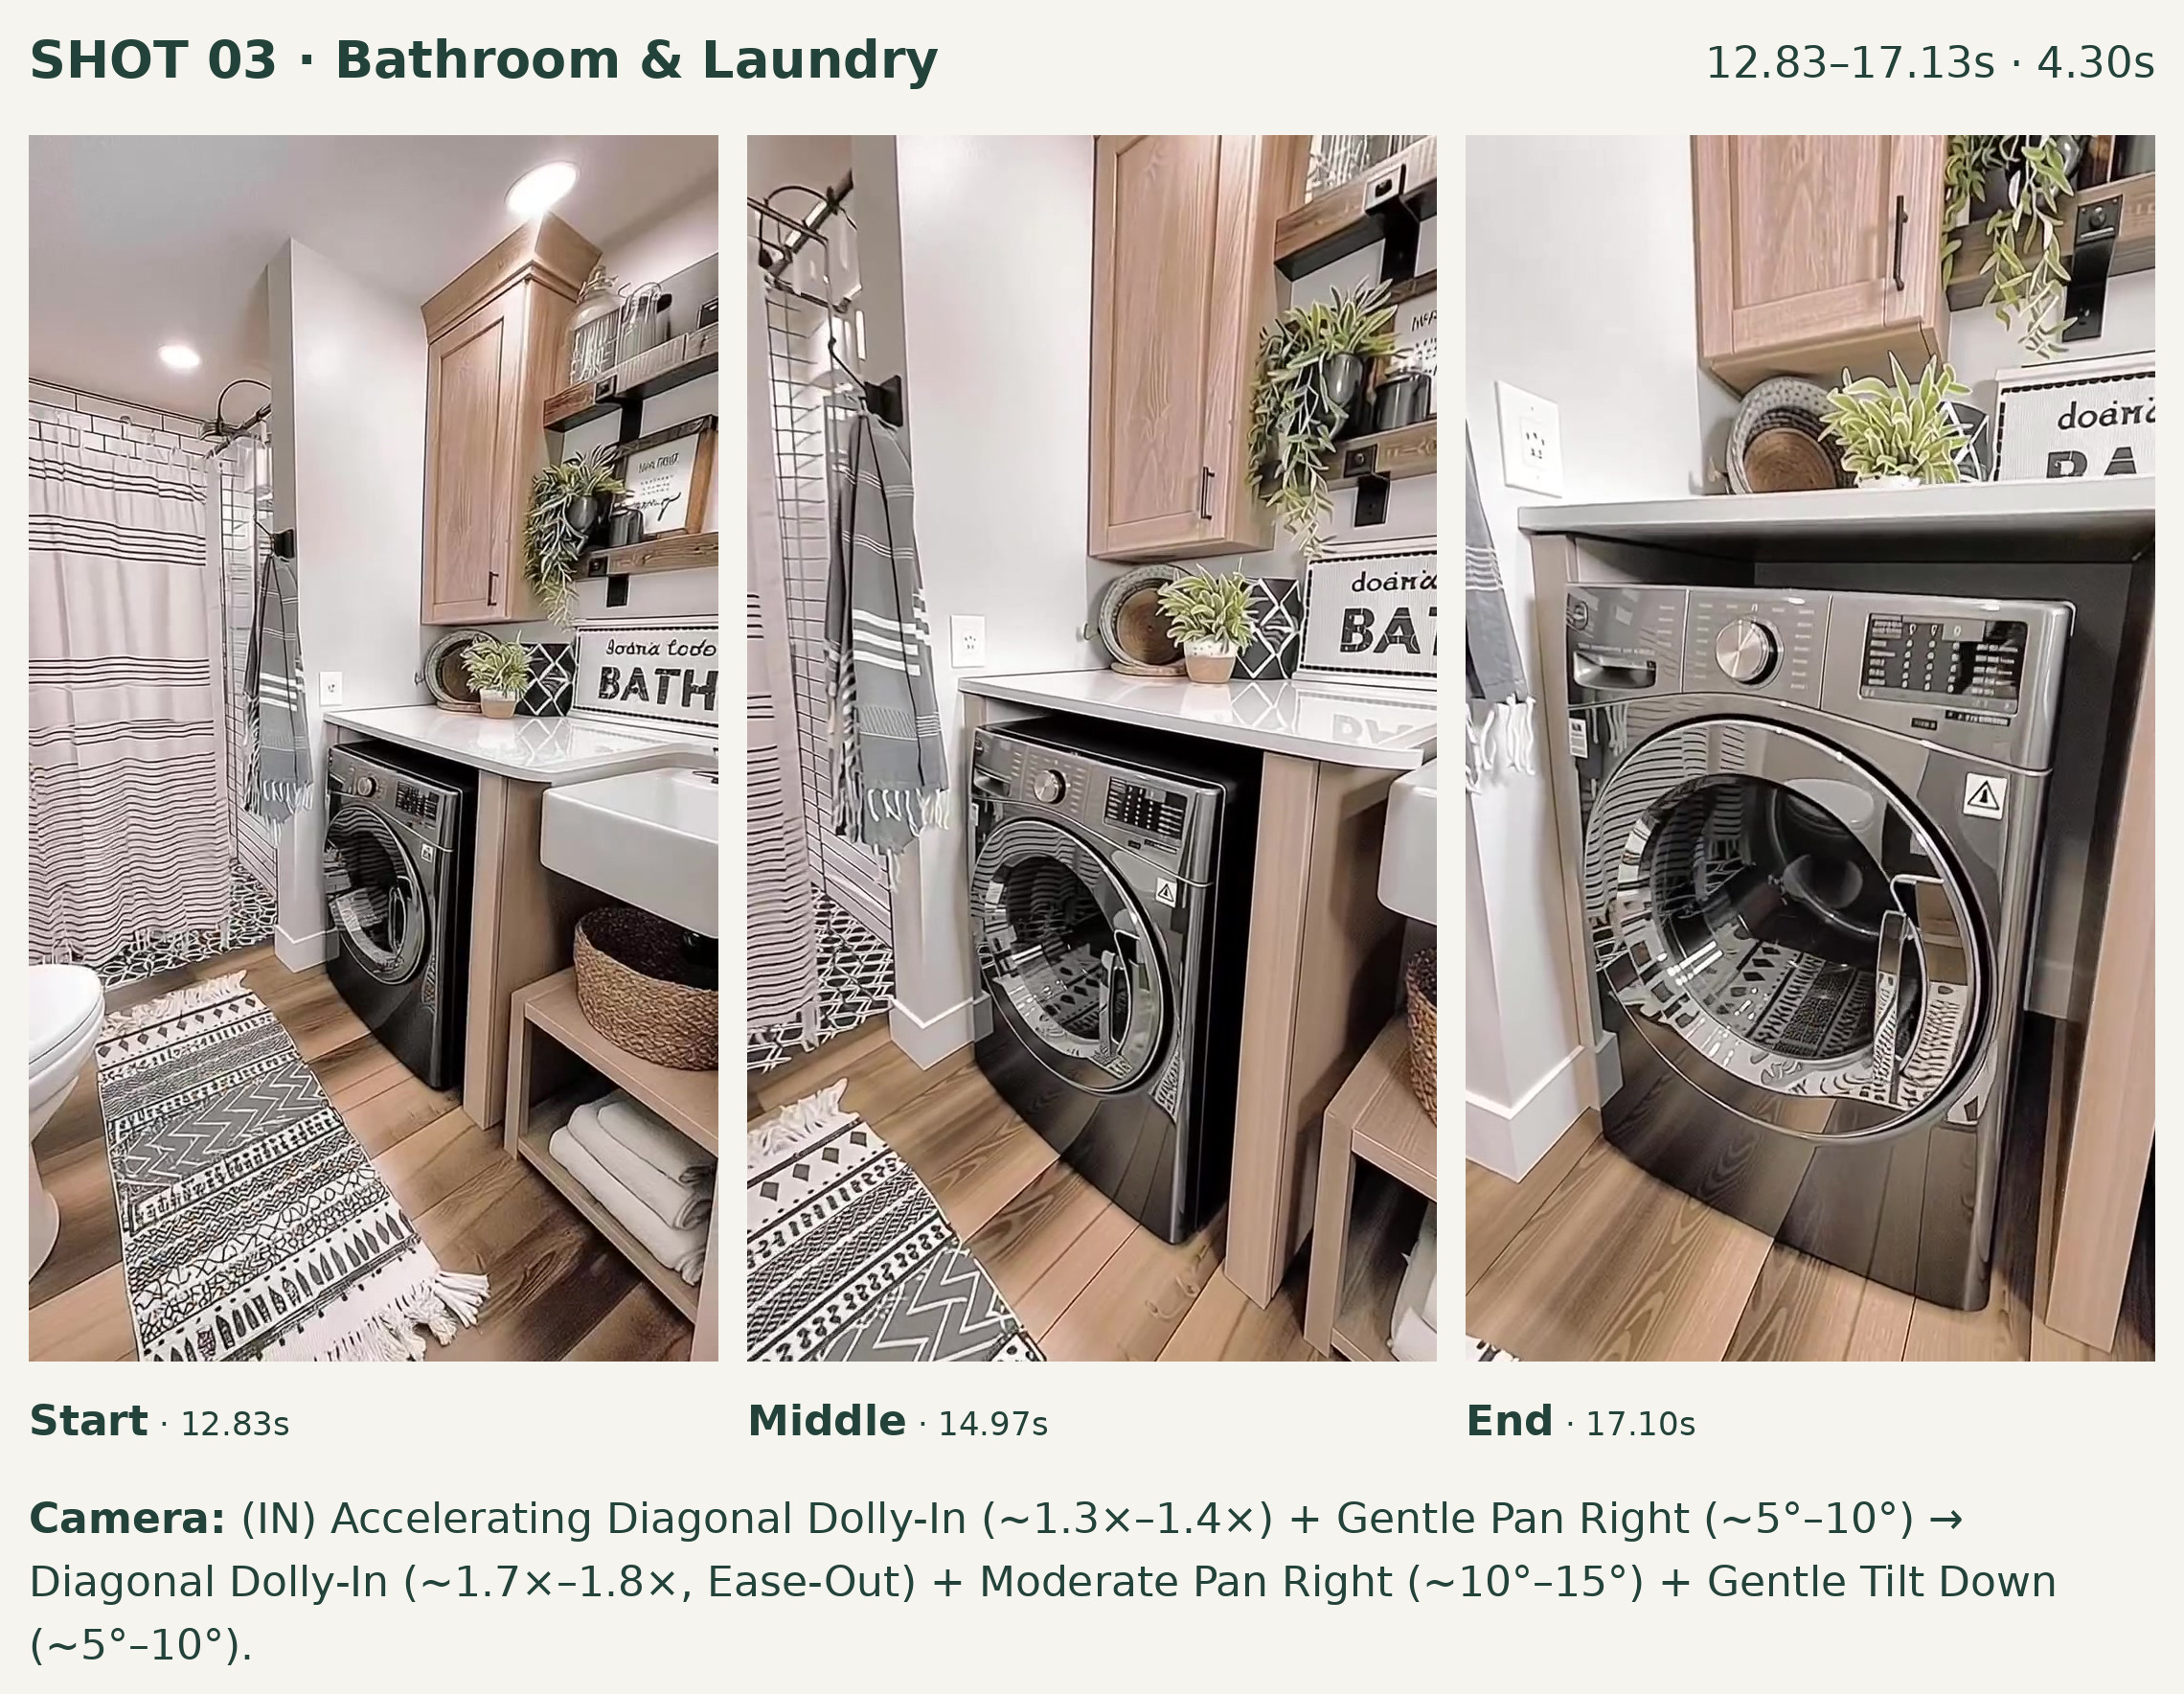 SHOT 03 · Bathroom & Laundry
12.83–17.13s · 4.30s
BATH
BAT
Start · 12.83s
Middle · 14.97s
End · 17.10s
Camera: (IN) Accelerating Diagonal Dolly-In (~1.3×–1.4×) + Gentle Pan Right (~5°–10°) →
Diagonal Dolly-In (~1.7×–1.8×, Ease-Out) + Moderate Pan Right (~10°–15°) + Gentle Tilt Down
(~5°–10°).